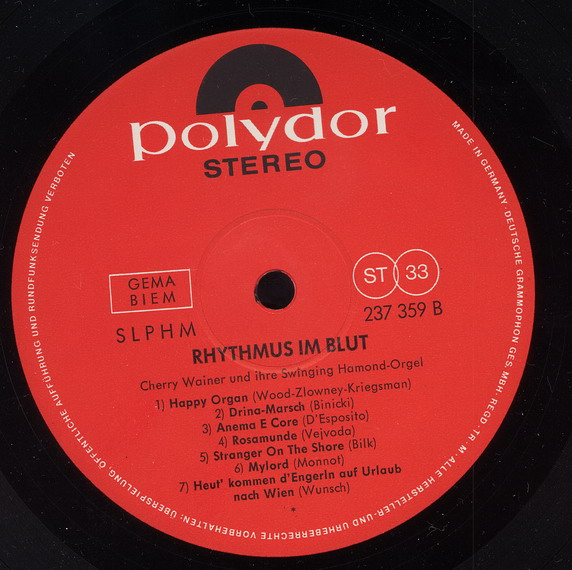 polydor
STEREO
GEMA
BIEM
SLPHM
ST 33
237 359 B
RHYTHMUS IM BLUT
Cherry Wainer und ihre Swinging Hamond-Orgel
1) Happy Organ (Wood-Zlowney-Kriegsman)
2) Drina-Marsch (Binicki)
3) Anema E Core (D'Esposito)
4) Rosamunde (Vejvoda)
5) Stranger On The Shore (Bilk)
6) Mylord (Monnot)
7) Heut' kommen d'Engerln auf Urlaub
nach Wien (Wunsch)
MADE IN GERMANY · DEUTSCHE GRAMMOPHON GES. MBH · REGD. TR. M. · ALLE HERSTELLER- UND URHEBERRECHTE VORBEHALTEN: ÜBERSPIELUNG ÖFFENTLICHE AUFFÜHRUNG UND RUNDFUNKSENDUNG VERBOTEN